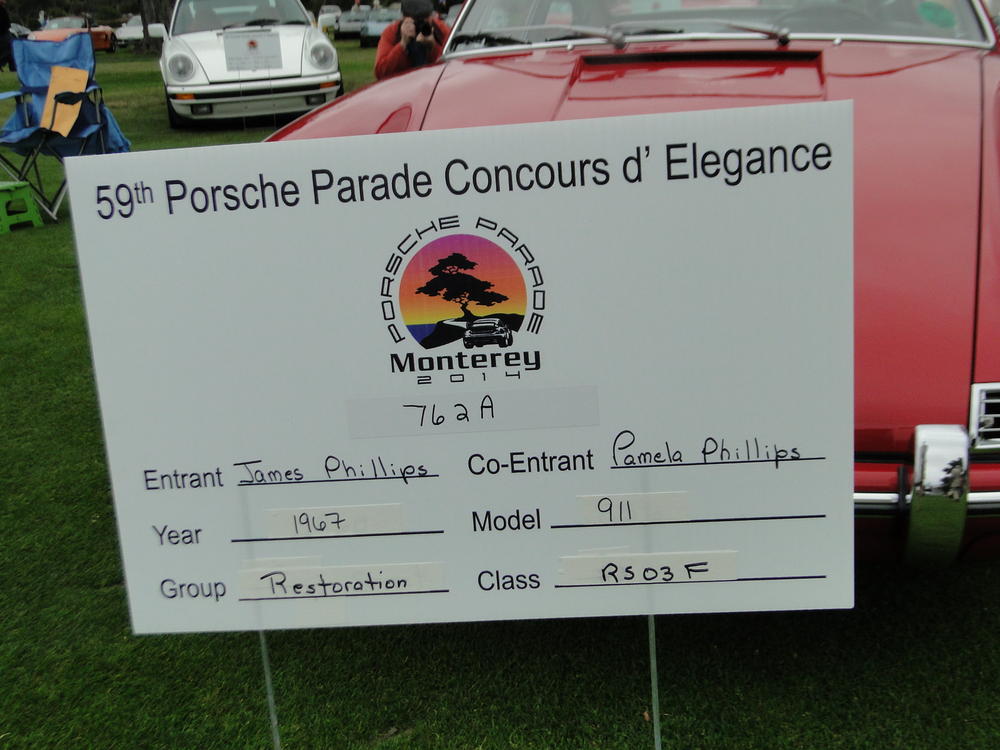 59th Porsche Parade Concours d' Elegance
PORSCHE PARADE
Monterey
2014
762A
Entrant James Phillips Co-Entrant Pamela Phillips
Year 1967 Model 911
Group Restoration Class RS03F